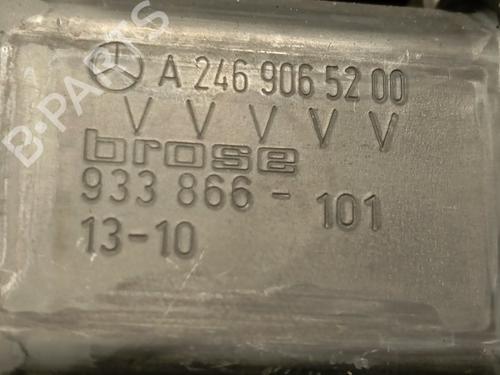 A 246 906 52 00
V V V V V V
brose
933 866-101
13-10
B-PARTS